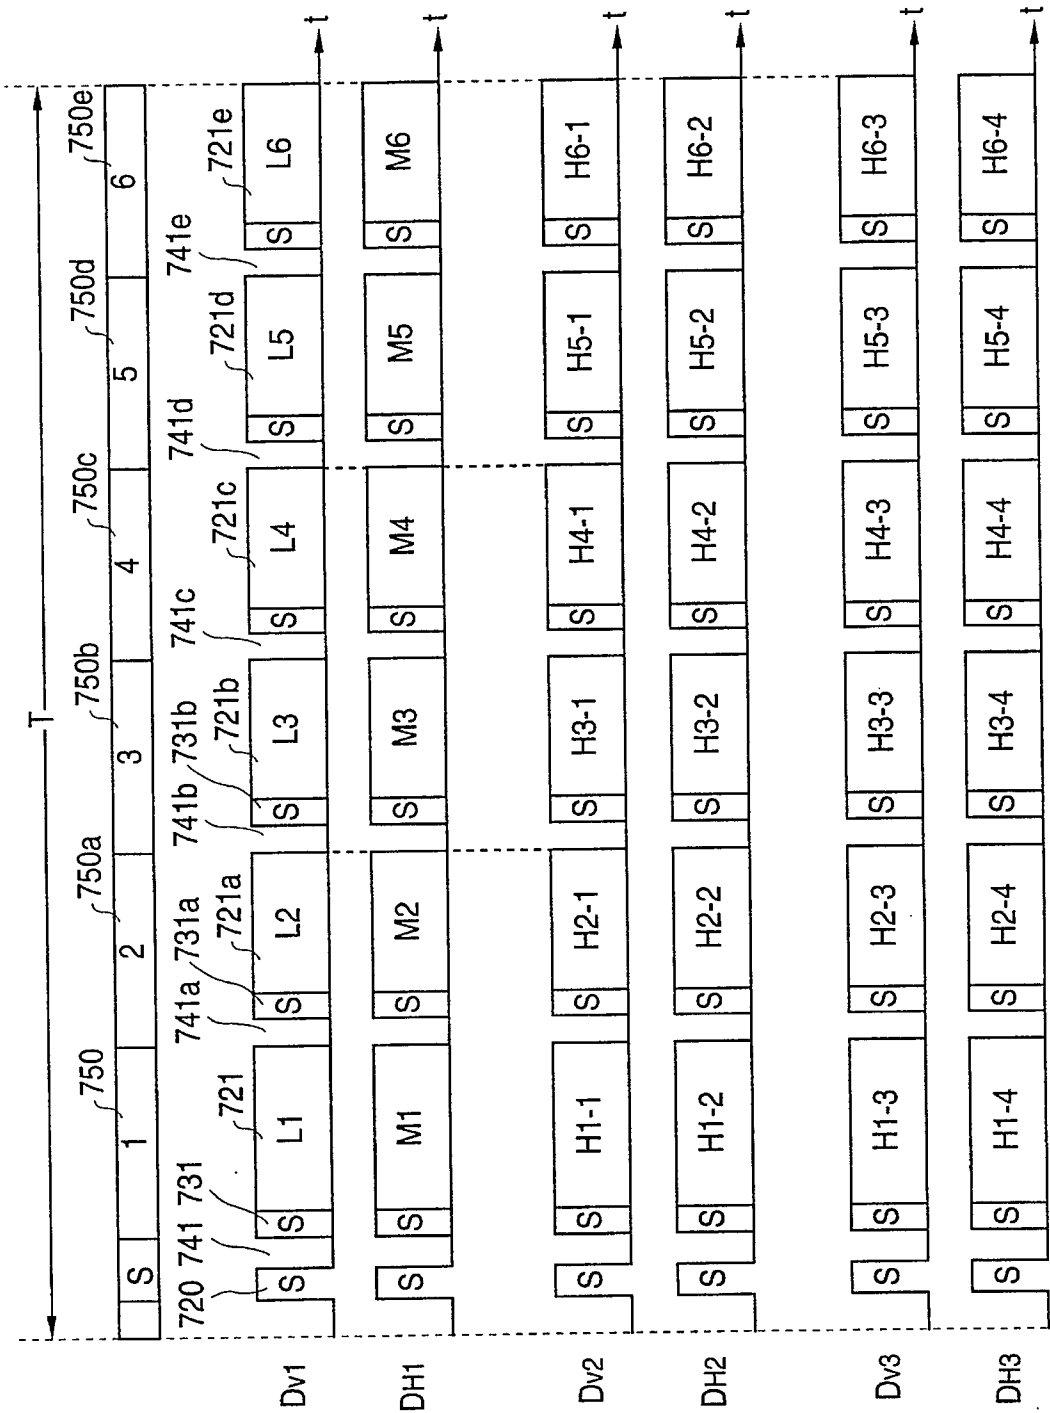 T
750 750a 750b 750c 750d 750e
S 1 2 3 4 5 6
720 741 731 721 741a 731a 721a 741b 731b 721b 741c 721c 741d 721d 741e 721e
Dv1 S S L1 S L2 S L3 S L4 S L5 S L6 t
DH1 S S M1 S M2 S M3 S M4 S M5 S M6 t
Dv2 S S H1-1 S H2-1 S H3-1 S H4-1 S H5-1 S H6-1 t
DH2 S S H1-2 S H2-2 S H3-2 S H4-2 S H5-2 S H6-2 t
Dv3 S S H1-3 S H2-3 S H3-3 S H4-3 S H5-3 S H6-3 t
DH3 S S H1-4 S H2-4 S H3-4 S H4-4 S H5-4 S H6-4 t